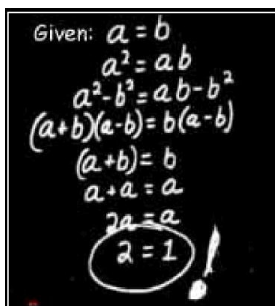 Given: a = b
a² = ab
a²-b² = ab-b²
(a+b)(a-b) = b(a-b)
(a+b) = b
a+a = a
2a = a
2 = 1 !